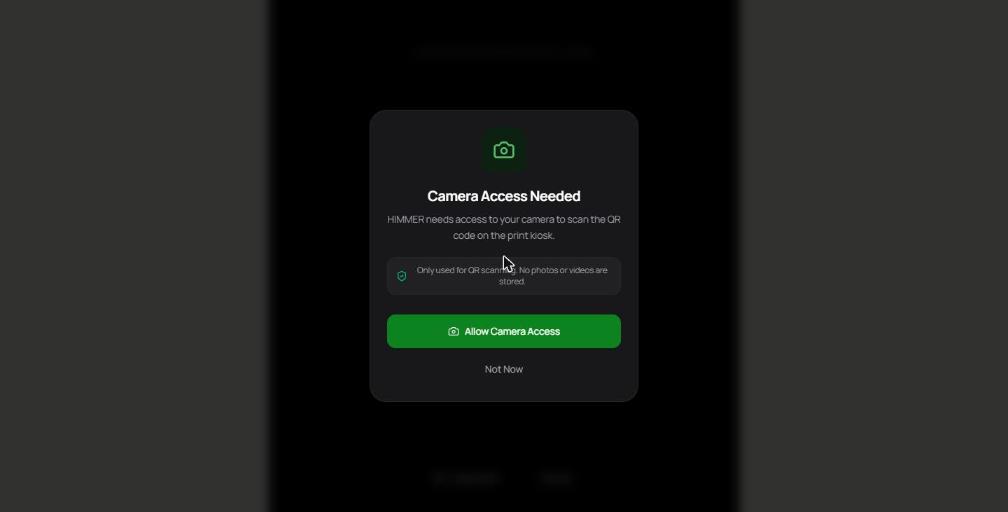 Camera Access Needed
HIMMER needs access to your camera to scan the QR
code on the print kiosk.
Only used for QR scanning. No photos or videos are
stored.
Allow Camera Access
Not Now